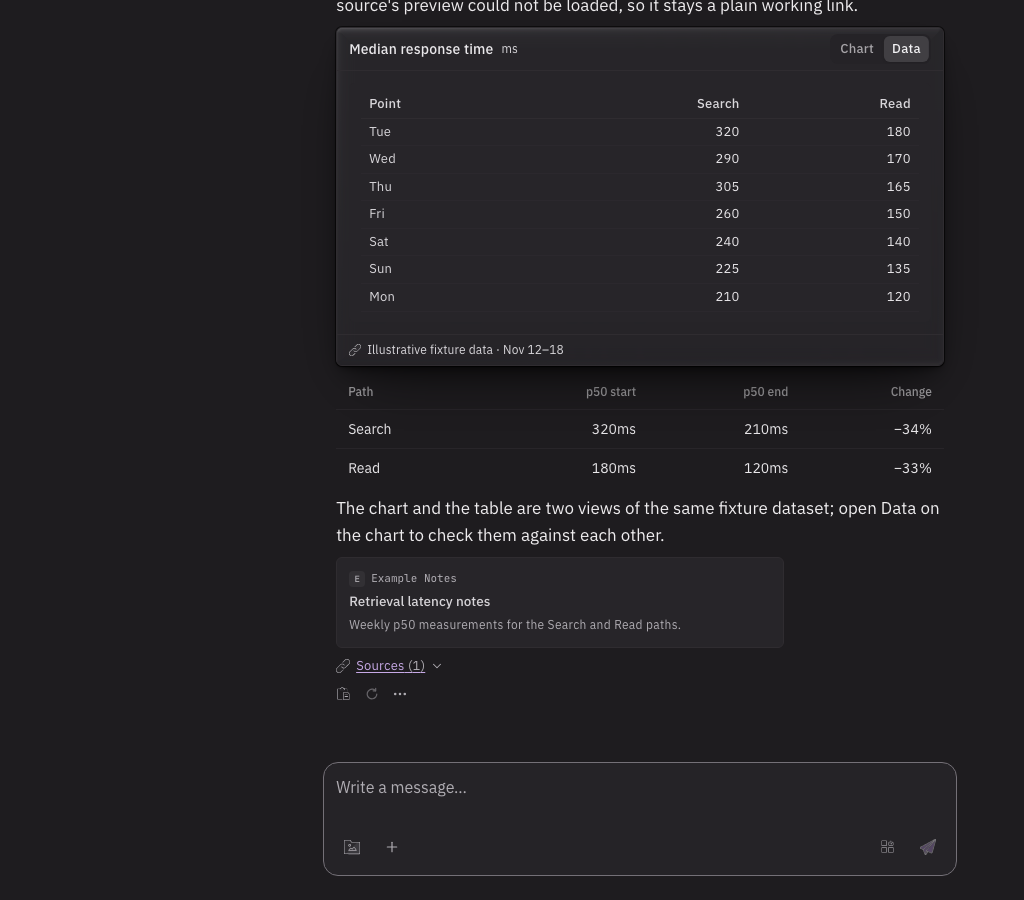 source's preview could not be loaded, so it stays a plain working link.
Median response time ms Chart Data
Point Search Read
Tue 320 180
Wed 290 170
Thu 305 165
Fri 260 150
Sat 240 140
Sun 225 135
Mon 210 120
Illustrative fixture data · Nov 12–18
Path p50 start p50 end Change
Search 320ms 210ms −34%
Read 180ms 120ms −33%
The chart and the table are two views of the same fixture dataset; open Data on
the chart to check them against each other.
E Example Notes
Retrieval latency notes
Weekly p50 measurements for the Search and Read paths.
Sources (1)
Write a message...